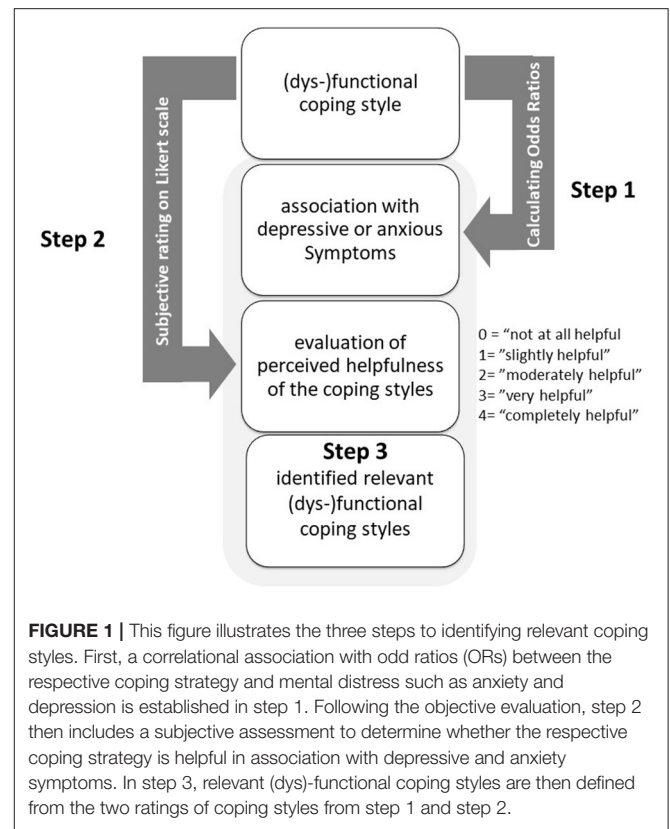 (dys-)functional
coping style
Subjective rating on Likert scale
Calculating Odds Ratios
Step 1
association with
depressive or anxious
Symptoms
Step 2
evaluation of
perceived helpfulness
of the coping styles
0 = “not at all helpful
1= ”slightly helpful”
2= ”moderately helpful”
3= ”very helpful”
4= “completely helpful”
Step 3
identified relevant
(dys-)functional
coping styles
FIGURE 1 | This figure illustrates the three steps to identifying relevant coping
styles. First, a correlational association with odd ratios (ORs) between the
respective coping strategy and mental distress such as anxiety and
depression is established in step 1. Following the objective evaluation, step 2
then includes a subjective assessment to determine whether the respective
coping strategy is helpful in association with depressive and anxiety
symptoms. In step 3, relevant (dys)-functional coping styles are then defined
from the two ratings of coping styles from step 1 and step 2.